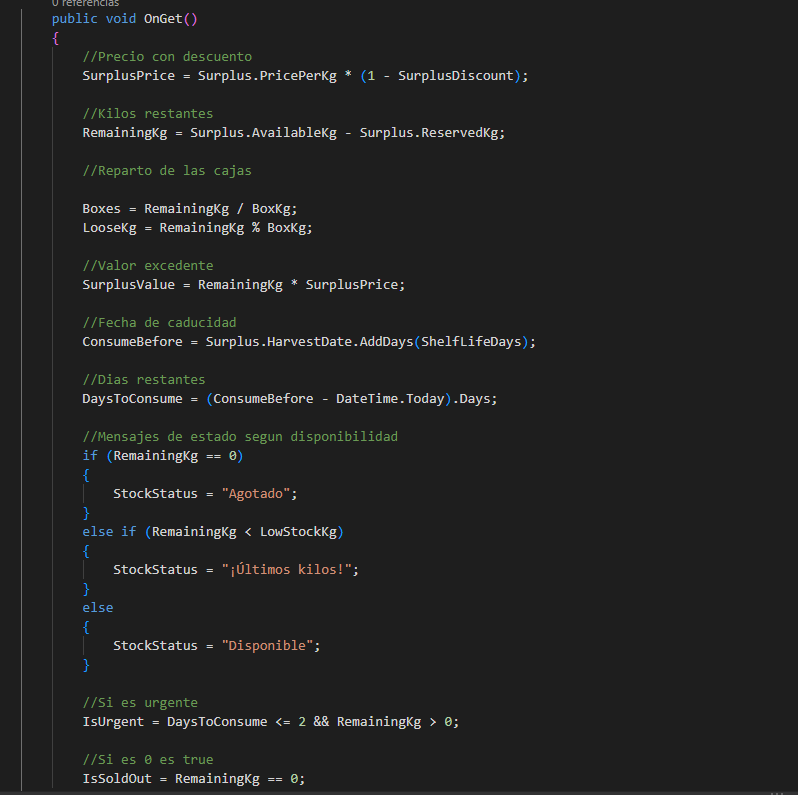 0 referencias
public void OnGet()
{
//Precio con descuento
SurplusPrice = Surplus.PricePerKg * (1 - SurplusDiscount);
//Kilos restantes
RemainingKg = Surplus.AvailableKg - Surplus.ReservedKg;
//Reparto de las cajas
Boxes = RemainingKg / BoxKg;
LooseKg = RemainingKg % BoxKg;
//Valor excedente
SurplusValue = RemainingKg * SurplusPrice;
//Fecha de caducidad
ConsumeBefore = Surplus.HarvestDate.AddDays(ShelfLifeDays);
//Dias restantes
DaysToConsume = (ConsumeBefore - DateTime.Today).Days;
//Mensajes de estado segun disponibilidad
if (RemainingKg == 0)
{
StockStatus = "Agotado";
}
else if (RemainingKg < LowStockKg)
{
StockStatus = "¡Últimos kilos!";
}
else
{
StockStatus = "Disponible";
}
//Si es urgente
IsUrgent = DaysToConsume <= 2 && RemainingKg > 0;
//Si es 0 es true
IsSoldOut = RemainingKg == 0;